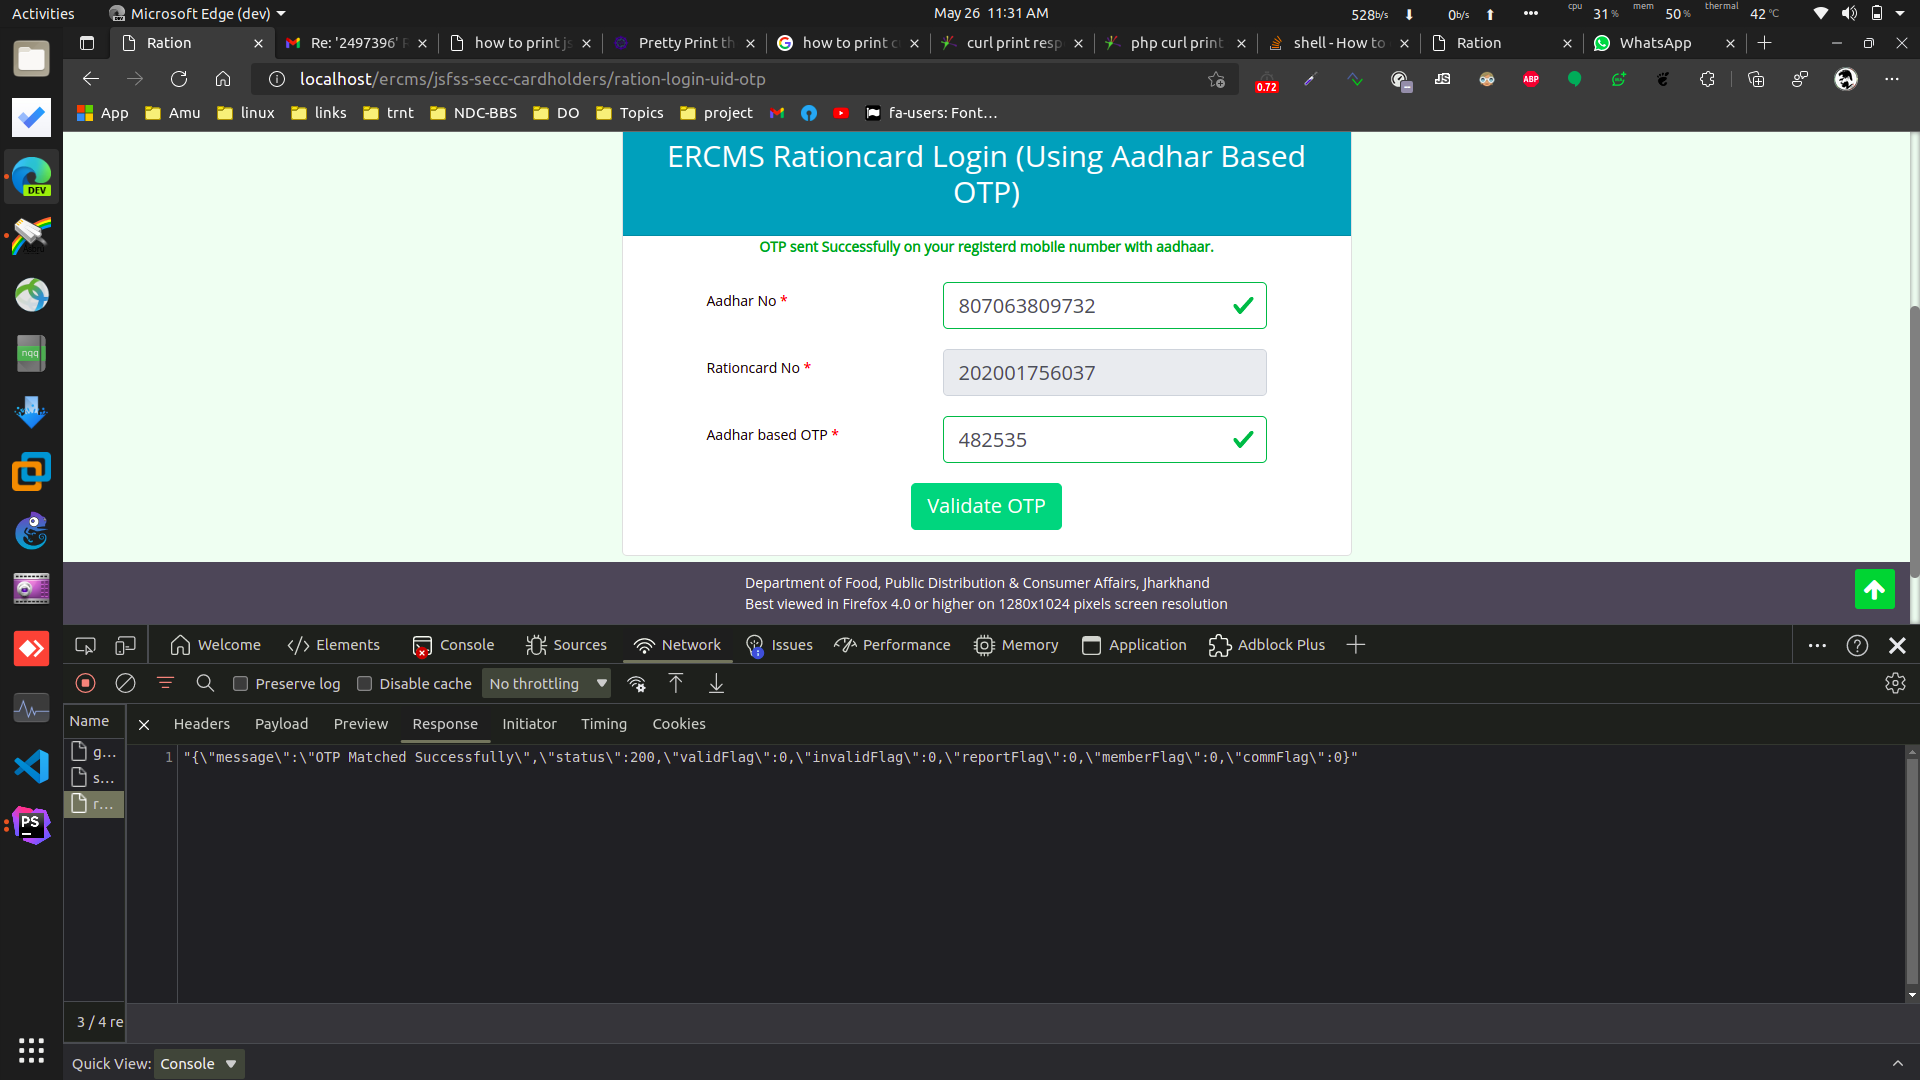 Activities Microsoft Edge (dev) May 26 11:31 AM 528b/s 0b/s cpu 31% mem 50% thermal 42°C
Ration Re: '2497396' F how to print js Pretty Print th how to print c curl print resp php curl print shell - How to Ration WhatsApp
localhost/ercms/jsfss-secc-cardholders/ration-login-uid-otp 0.72 JS ABP
App Amu linux links trnt NDC-BBS DO Topics project fa-users: Font...
DEV
nqq
PS
ERCMS Rationcard Login (Using Aadhar Based
OTP)
OTP sent Successfully on your registerd mobile number with aadhaar.
Aadhar No * 807063809732
Rationcard No * 202001756037
Aadhar based OTP * 482535
Validate OTP
Department of Food, Public Distribution & Consumer Affairs, Jharkhand
Best viewed in Firefox 4.0 or higher on 1280x1024 pixels screen resolution
Welcome Elements Console Sources Network Issues Performance Memory Application Adblock Plus
Preserve log Disable cache No throttling
Name Headers Payload Preview Response Initiator Timing Cookies
g...
s...
r...
1 "{\"message\":\"OTP Matched Successfully\",\"status\":200,\"validFlag\":0,\"invalidFlag\":0,\"reportFlag\":0,\"memberFlag\":0,\"commFlag\":0}"
3 / 4 re
Quick View: Console